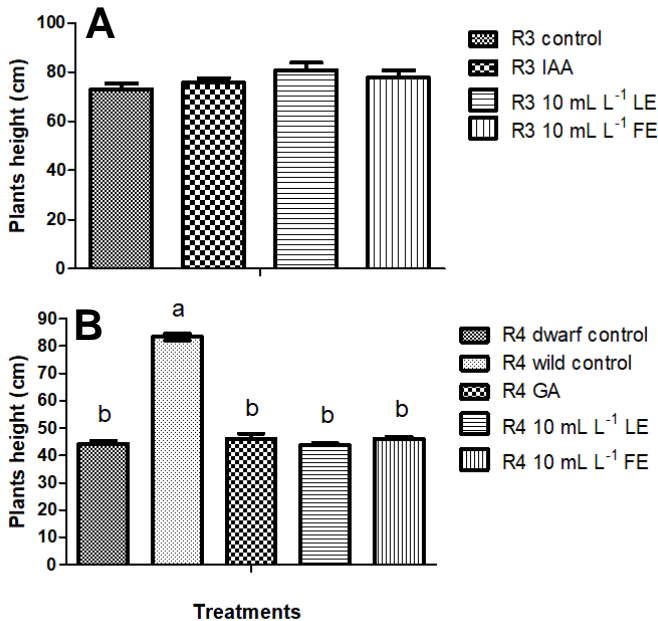 A
Plants height (cm)
100
80
60
40
20
0
R3 control
R3 IAA
R3 10 mL L⁻¹ LE
R3 10 mL L⁻¹ FE
B
Plants height (cm)
90
80
70
60
50
40
30
20
10
0
b
a
b
b
b
R4 dwarf control
R4 wild control
R4 GA
R4 10 mL L⁻¹ LE
R4 10 mL L⁻¹ FE
Treatments